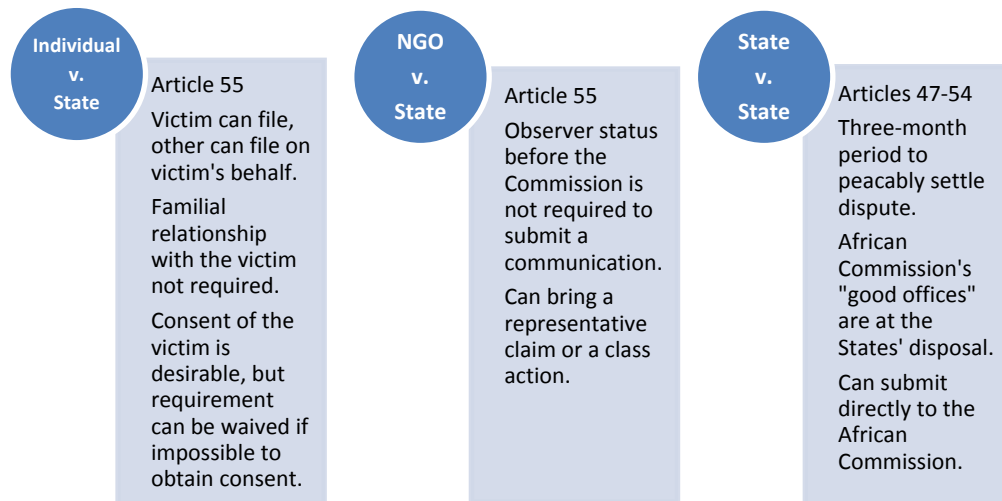 Individual
v.
State
Article 55
Victim can file,
other can file on
victim's behalf.
Familial
relationship
with the victim
not required.
Consent of the
victim is
desirable, but
requirement
can be waived if
impossible to
obtain consent.
NGO
v.
State
Article 55
Observer status
before the
Commission is
not required to
submit a
communication.
Can bring a
representative
claim or a class
action.
State
v.
State
Articles 47-54
Three-month
period to
peacably settle
dispute.
African
Commission's
"good offices"
are at the
States' disposal.
Can submit
directly to the
African
Commission.